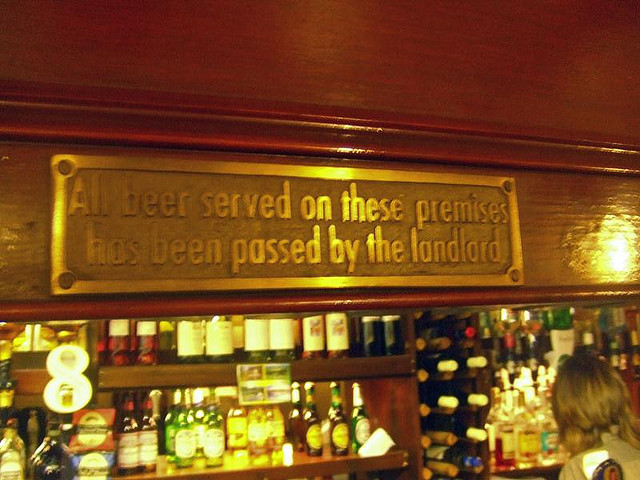 All beer served on these premises
has been passed by the landlord
8